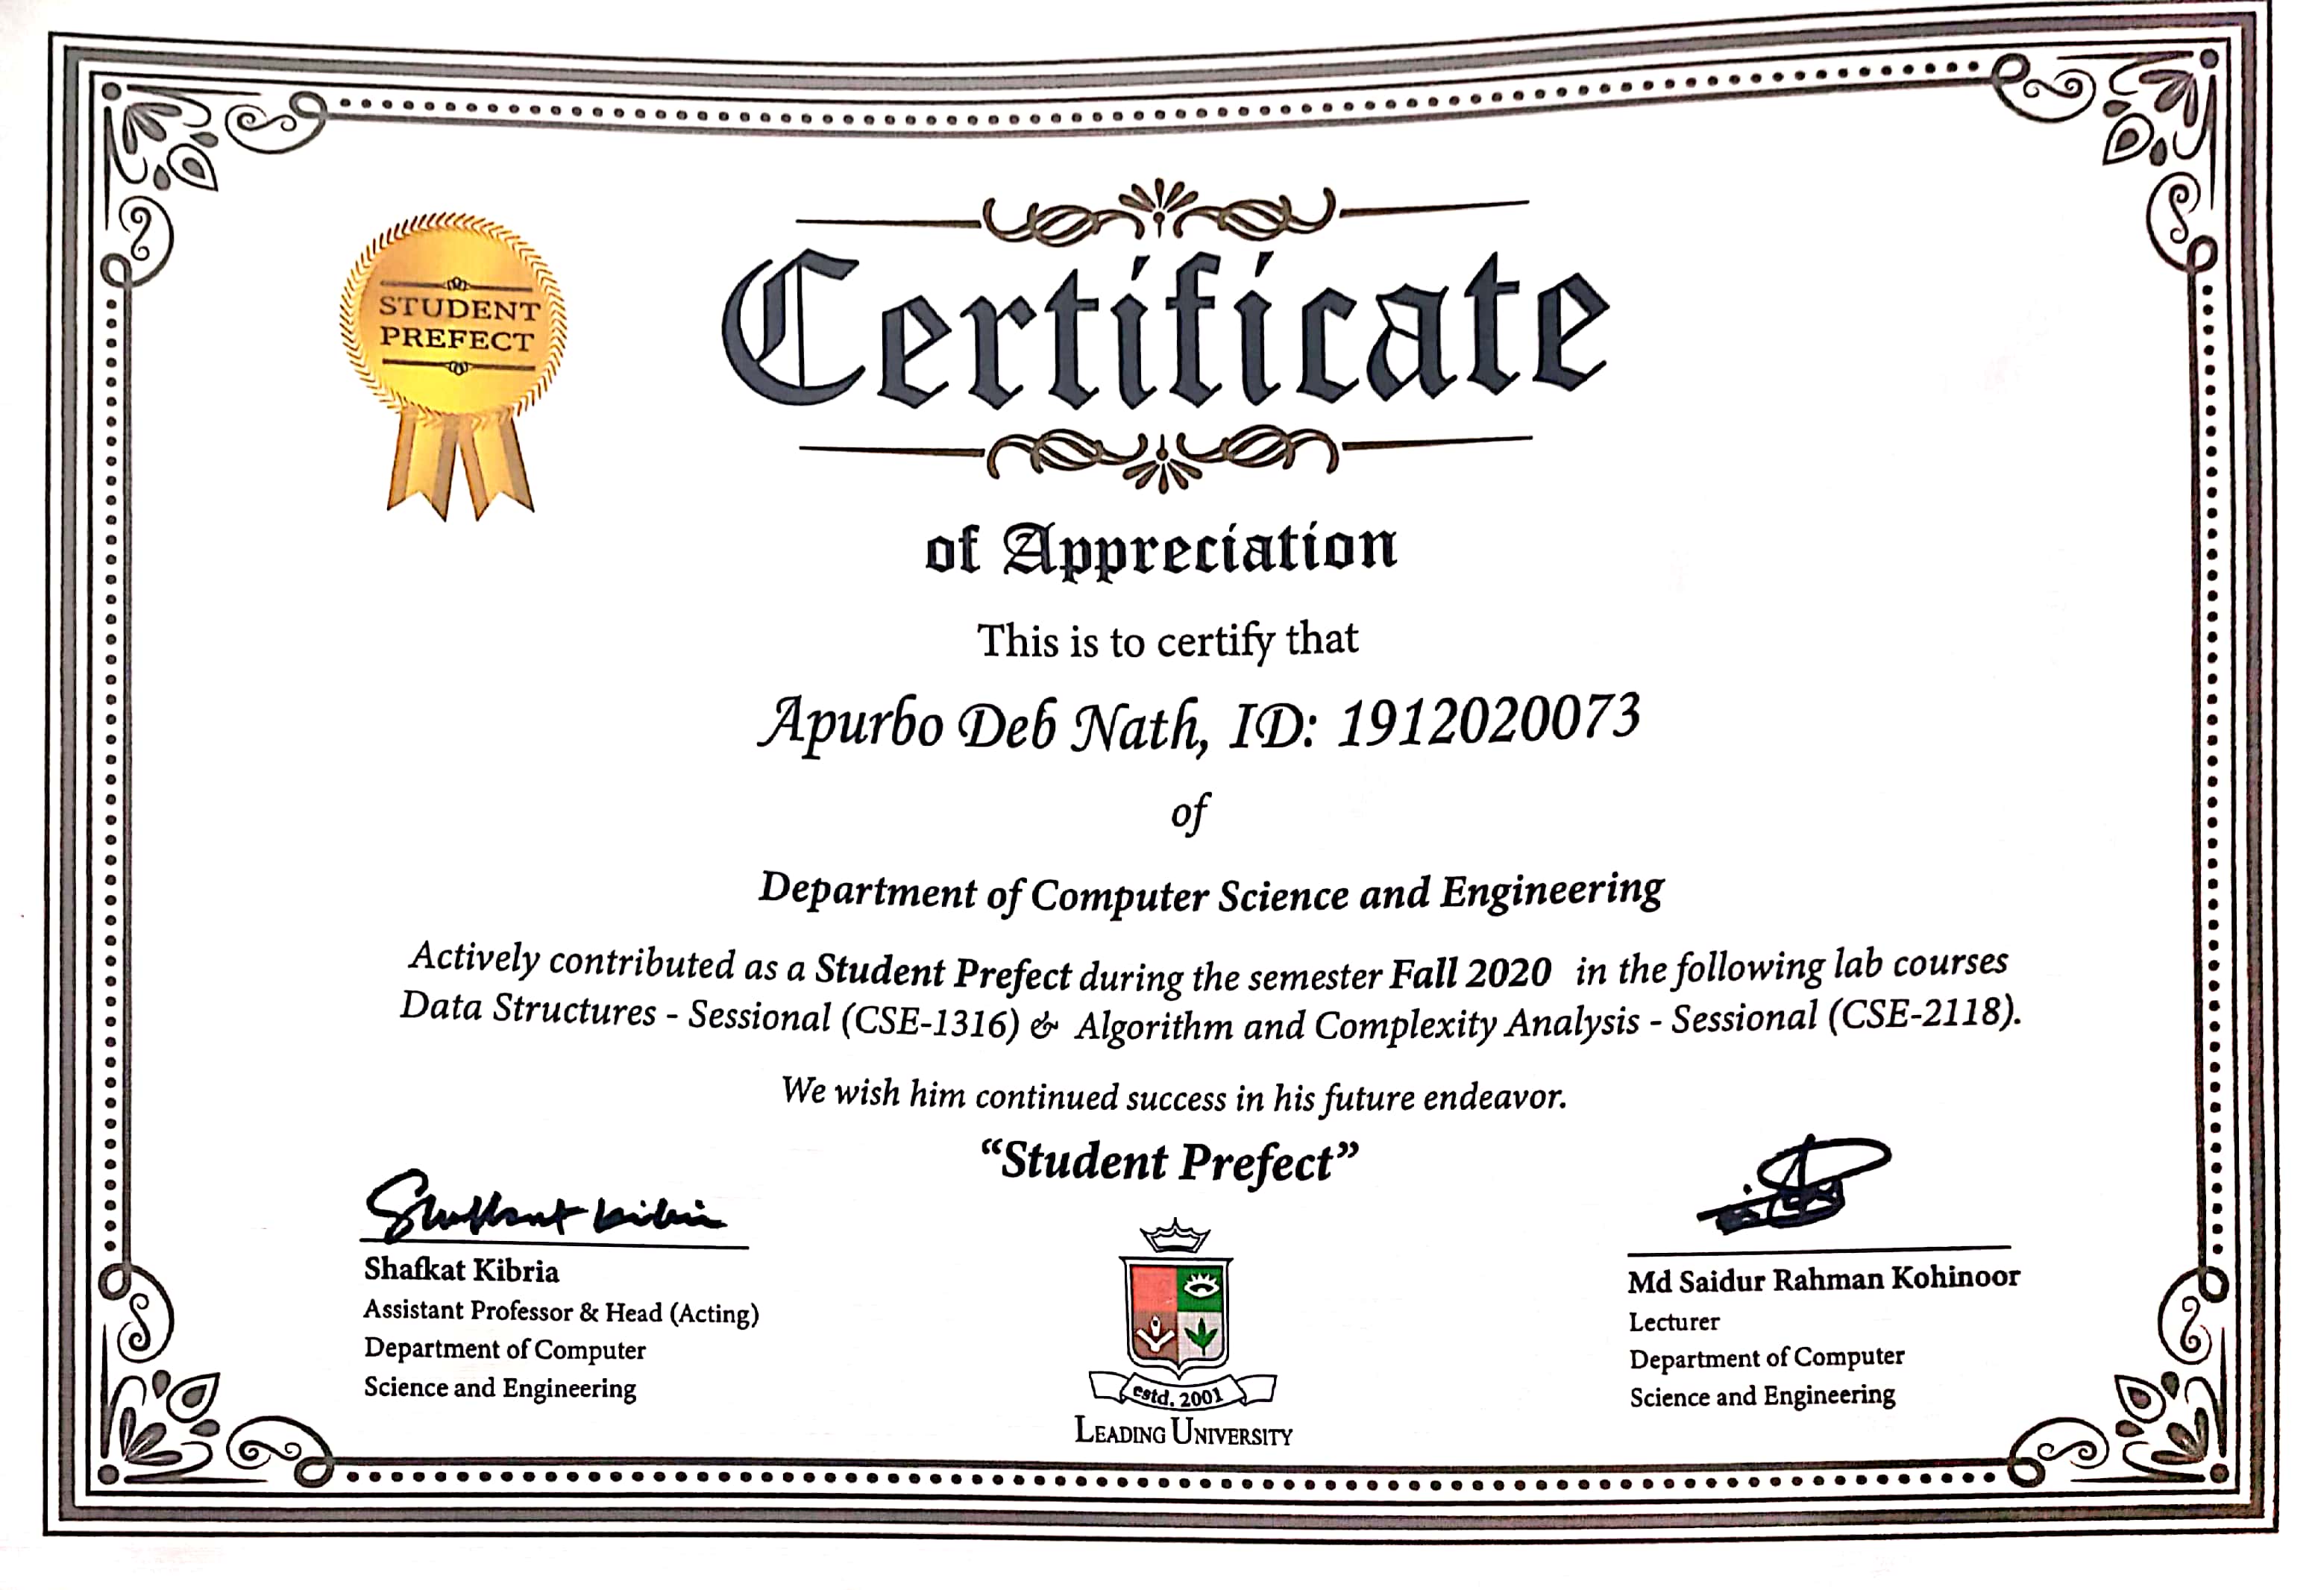 STUDENT
PREFECT
Certificate
of Appreciation
This is to certify that
Apurbo Deb Nath, ID: 1912020073
of
Department of Computer Science and Engineering
Actively contributed as a Student Prefect during the semester Fall 2020 in the following lab courses
Data Structures - Sessional (CSE-1316) & Algorithm and Complexity Analysis - Sessional (CSE-2118).
We wish him continued success in his future endeavor.
“Student Prefect”
Shafkat Kibria
Shafkat Kibria
Assistant Professor & Head (Acting)
Department of Computer
Science and Engineering
estd. 2001
LEADING UNIVERSITY
Md Saidur Rahman Kohinoor
Lecturer
Department of Computer
Science and Engineering